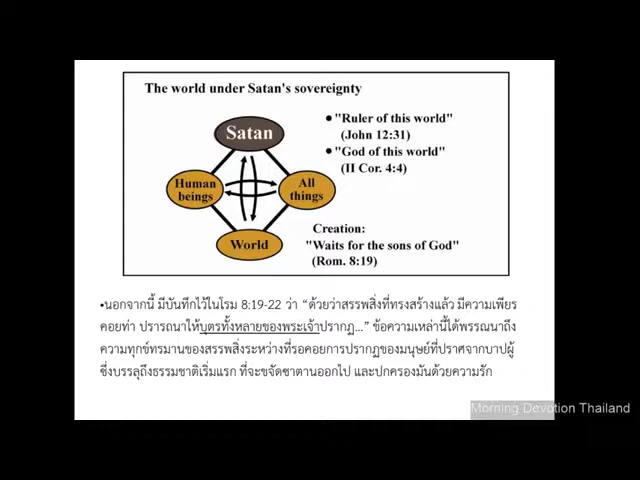 The world under Satan's sovereignty
Satan
Human
beings
All
things
World
●"Ruler of this world"
(John 12:31)
●"God of this world"
(II Cor. 4:4)
Creation:
"Waits for the sons of God"
(Rom. 8:19)
•นอกจากนี้ มีบันทึกไว้ในโรม 8:19-22 ว่า “ด้วยว่าสรรพสิ่งที่ทรงสร้างแล้ว มีความเพียร
คอยท่า ปรารถนาให้บุตรทั้งหลายของพระเจ้าปรากฏ...” ข้อความเหล่านี้ได้พรรณนาถึง
ความทุกข์ทรมานของสรรพสิ่งระหว่างที่รอคอยการปรากฏของมนุษย์ที่ปราศจากบาปผู้
ซึ่งบรรลุถึงธรรมชาติเริ่มแรก ที่จะขจัดซาตานออกไป และปกครองมันด้วยความรัก
Morning Devotion Thailand